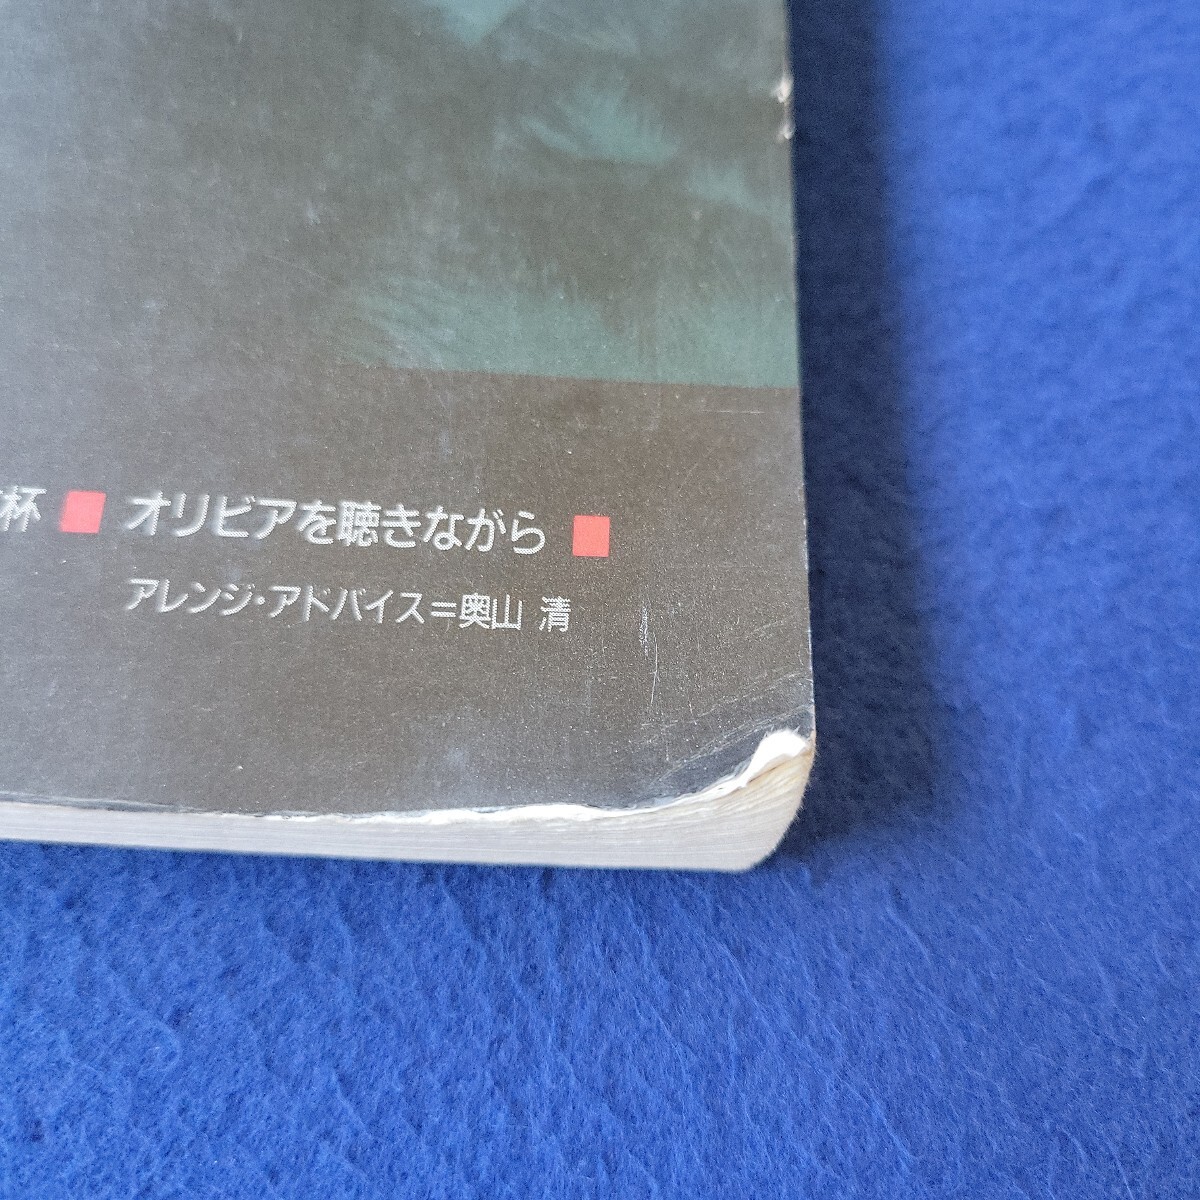 杯 ■ オリビアを聴きながら ■
アレンジ・アドバイス＝奥山 清